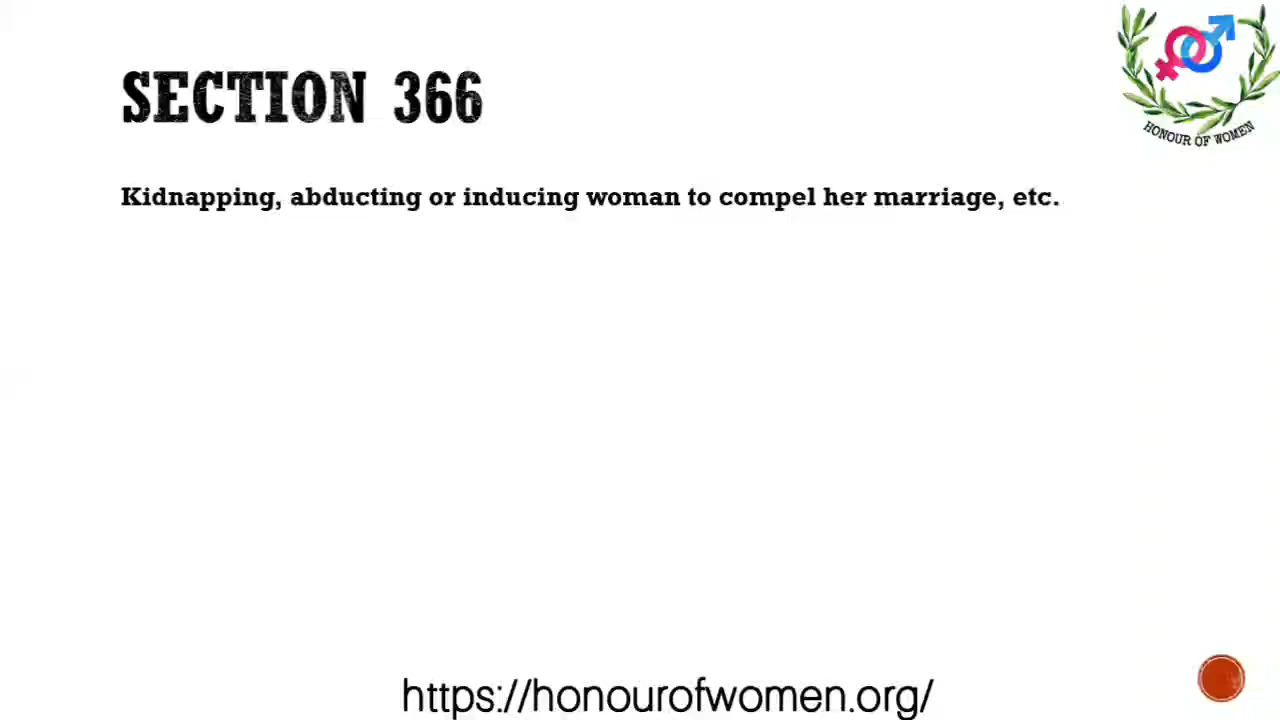 SECTION 366
HONOUR OF WOMEN
Kidnapping, abducting or inducing woman to compel her marriage, etc.
https://honourofwomen.org/